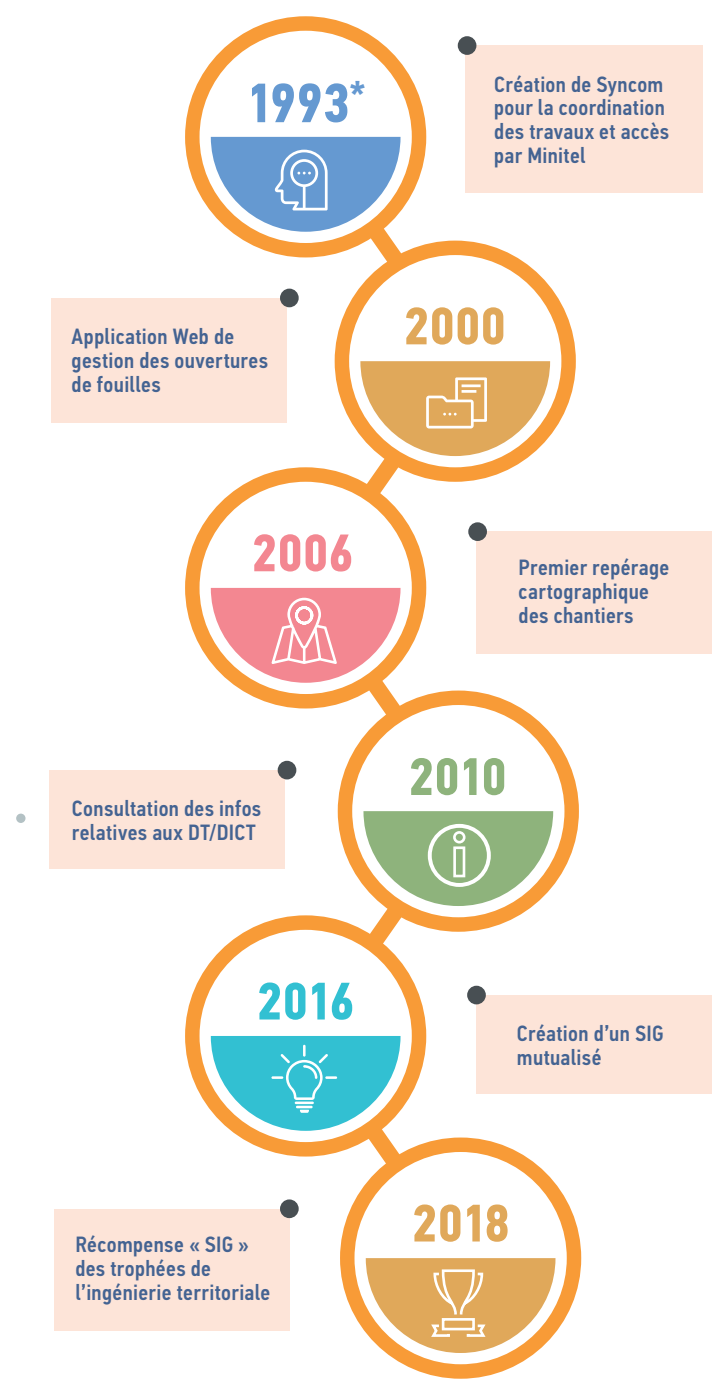 1993*
Création de Syncom
pour la coordination
des travaux et accès
par Minitel
2000
Application Web de
gestion des ouvertures
de fouilles
2006
Premier repérage
cartographique
des chantiers
2010
Consultation des infos
relatives aux DT/DICT
2016
Création d’un SIG
mutualisé
2018
Récompense « SIG »
des trophées de
l’ingénierie territoriale